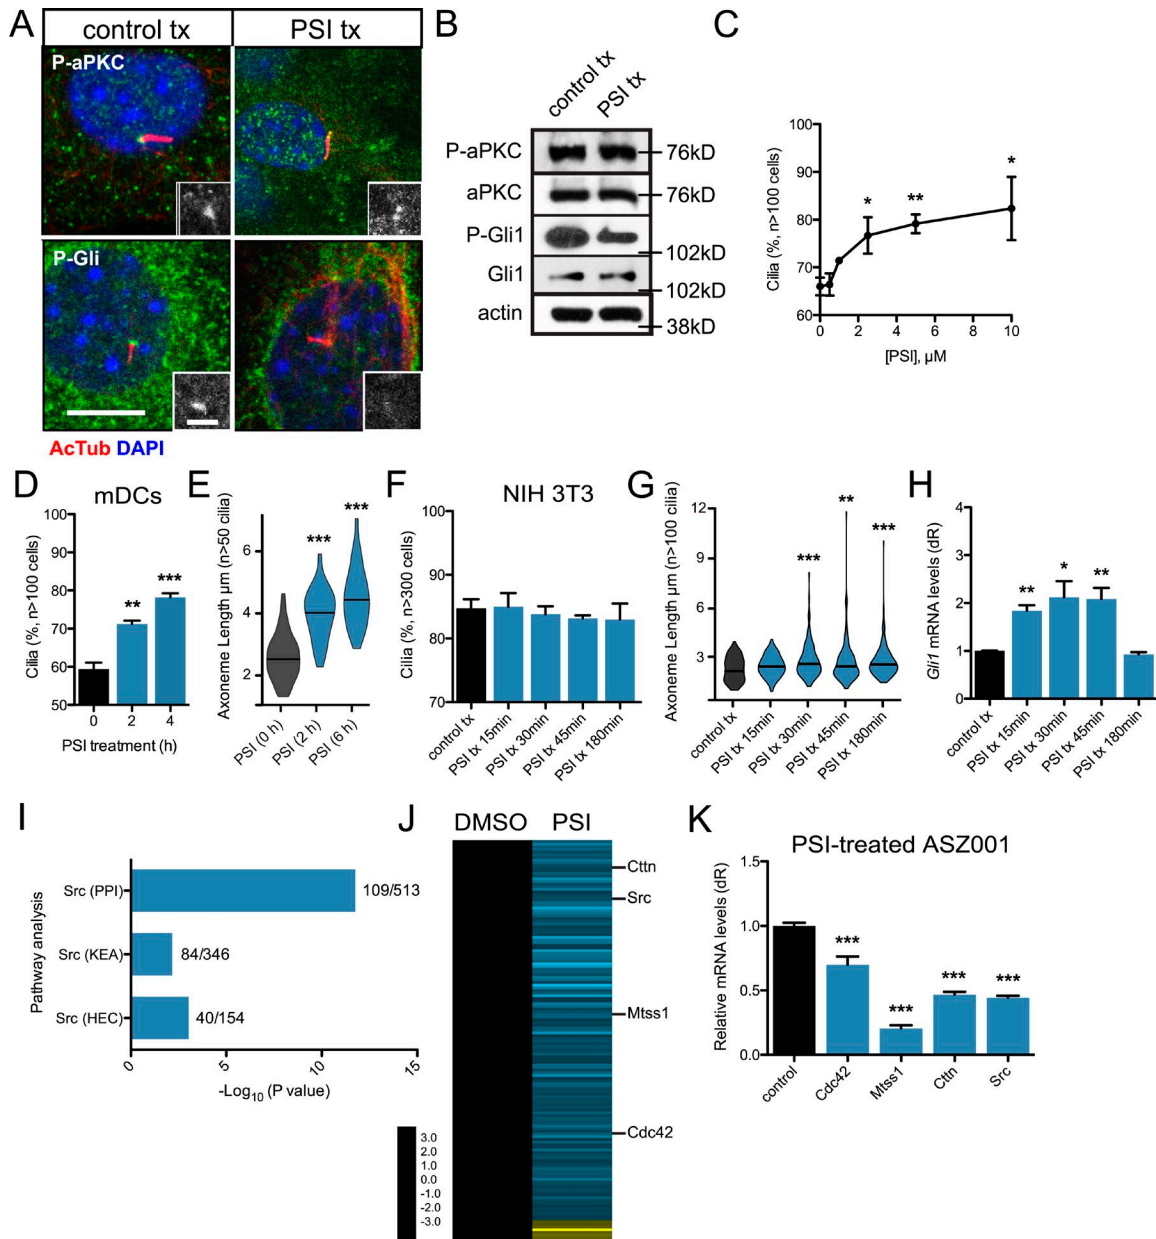 A
control tx
PSI tx
P-aPKC
P-Gli
AcTub DAPI
B
control tx
PSI tx
P-aPKC
76kD
aPKC
76kD
P-Gli1
102kD
Gli1
102kD
actin
38kD
C
Cilia (%, n>100 cells)
100
90
80
70
60
*
**
*
0
2
4
6
8
10
[PSI], µM
D
mDCs
Cilia (%, n>100 cells)
100
90
80
70
60
50
**
***
0
2
4
PSI treatment (h)
E
Axoneme Length µm (n>50 cilia)
6
4
2
***
***
PSI (0 h)
PSI (2 h)
PSI (6 h)
F
NIH 3T3
Cilia (%, n>300 cells)
100
90
80
70
control tx
PSI tx 15min
PSI tx 30min
PSI tx 45min
PSI tx 180min
G
Axoneme Length µm (n>100 cilia)
12
9
6
3
***
**
***
control tx
PSI tx 15min
PSI tx 30min
PSI tx 45min
PSI tx 180min
H
Gli1 mRNA levels (dR)
4
3
2
1
0
**
*
**
control tx
PSI tx 15min
PSI tx 30min
PSI tx 45min
PSI tx 180min
I
Pathway analysis
Src (PPI)
109/513
Src (KEA)
84/346
Src (HEC)
40/154
0
5
10
15
-Log10 (P value)
J
DMSO
PSI
Cttn
Src
Mtss1
Cdc42
3.0
2.0
1.0
0.0
-1.0
-2.0
-3.0
K
PSI-treated ASZ001
Relative mRNA levels (dR)
1.5
1.0
0.5
0.0
***
***
***
***
control
Cdc42
Mtss1
Cttn
Src